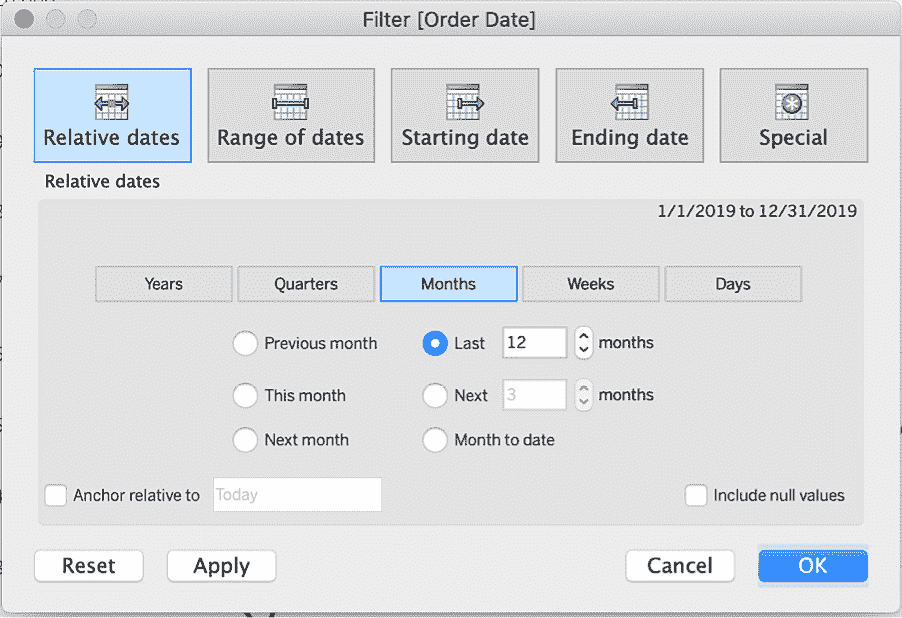 Filter [Order Date]
Relative dates
Range of dates
Starting date
Ending date
Special
Relative dates
1/1/2019 to 12/31/2019
Years
Quarters
Months
Weeks
Days
Previous month
Last 12 months
This month
Next 3 months
Next month
Month to date
Anchor relative to Today
Include null values
Reset
Apply
Cancel
OK